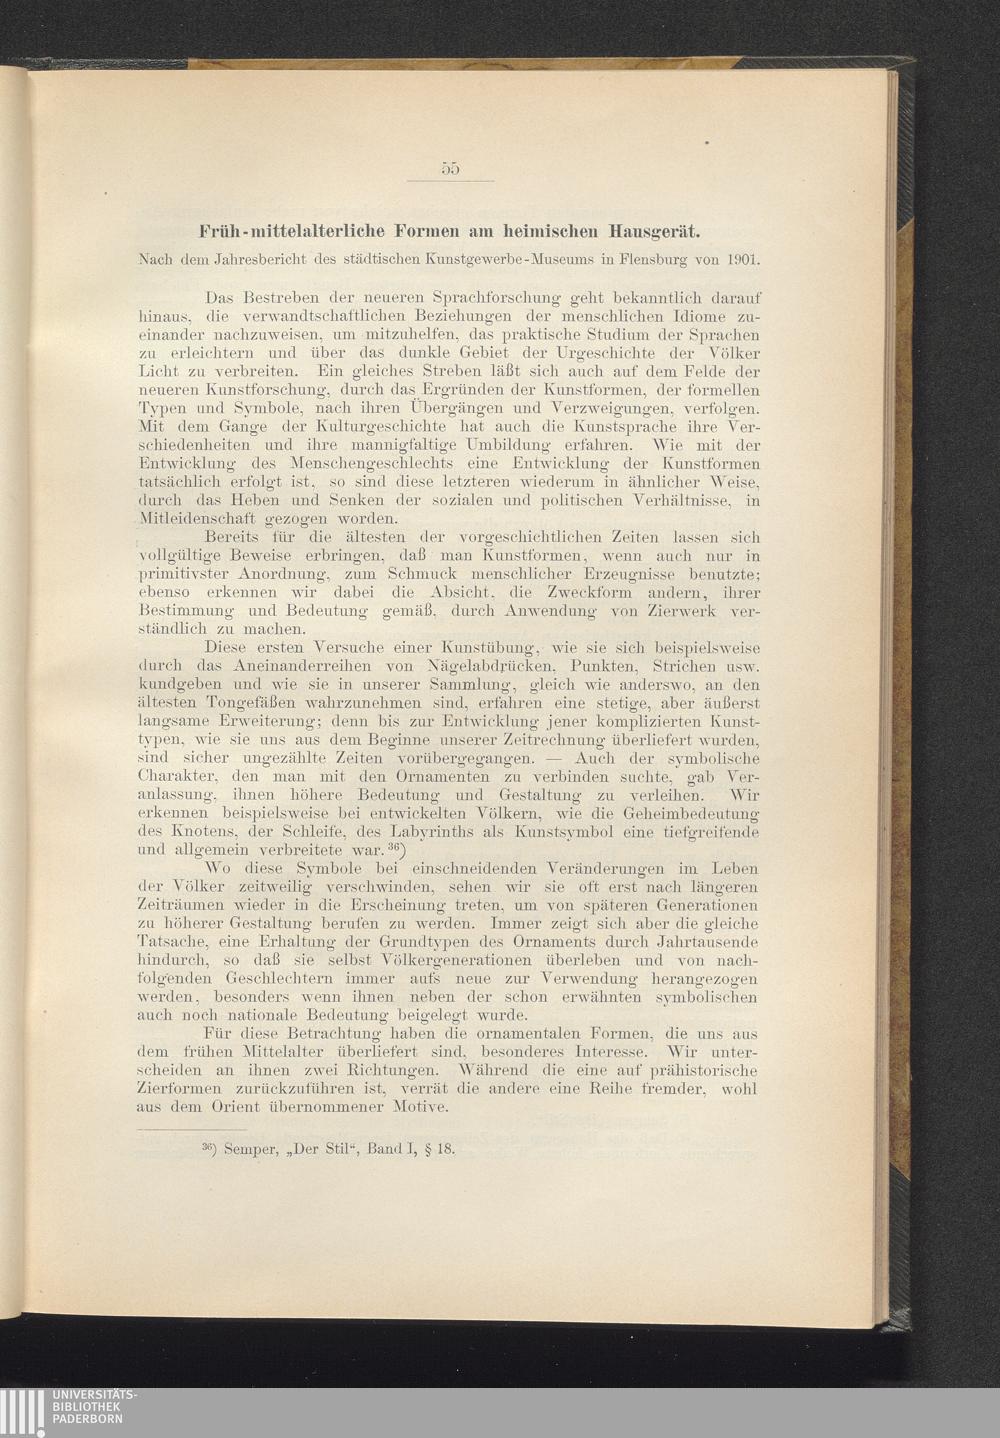 55
Früh-mittelalterliche Formen am heimischen Hausgerät.
Nach dem Jahresbericht des städtischen Kunstgewerbe-Museums in Flensburg von 1901.
Das Bestreben der neueren Sprachforschung geht bekanntlich darauf
hinaus, die verwandtschaftlichen Beziehungen der menschlichen Idiome zu-
einander nachzuweisen, um mitzuhelfen, das praktische Studium der Sprachen
zu erleichtern und über das dunkle Gebiet der Urgeschichte der Völker
Licht zu verbreiten. Ein gleiches Streben läßt sich auch auf dem Felde der
neueren Kunstforschung, durch das Ergründen der Kunstformen, der formellen
Typen und Symbole, nach ihren Übergängen und Verzweigungen, verfolgen.
Mit dem Gange der Kulturgeschichte hat auch die Kunstsprache ihre Ver-
schiedenheiten und ihre mannigfaltige Umbildung erfahren. Wie mit der
Entwicklung des Menschengeschlechts eine Entwicklung der Kunstformen
tatsächlich erfolgt ist, so sind diese letzteren wiederum in ähnlicher Weise,
durch das Heben und Senken der sozialen und politischen Verhältnisse, in
Mitleidenschaft gezogen worden.
Bereits für die ältesten der vorgeschichtlichen Zeiten lassen sich
vollgültige Beweise erbringen, daß man Kunstformen, wenn auch nur in
primitivster Anordnung, zum Schmuck menschlicher Erzeugnisse benutzte;
ebenso erkennen wir dabei die Absicht, die Zweckform andern, ihrer
Bestimmung und Bedeutung gemäß, durch Anwendung von Zierwerk ver-
ständlich zu machen.
Diese ersten Versuche einer Kunstübung, wie sie sich beispielsweise
durch das Aneinanderreihen von Nägelabdrücken, Punkten, Strichen usw.
kundgeben und wie sie in unserer Sammlung, gleich wie anderswo, an den
ältesten Tongefäßen wahrzunehmen sind, erfahren eine stetige, aber äußerst
langsame Erweiterung; denn bis zur Entwicklung jener komplizierten Kunst-
typen, wie sie uns aus dem Beginne unserer Zeitrechnung überliefert wurden,
sind sicher ungezählte Zeiten vorübergegangen. — Auch der symbolische
Charakter, den man mit den Ornamenten zu verbinden suchte, gab Ver-
anlassung, ihnen höhere Bedeutung und Gestaltung zu verleihen. Wir
erkennen beispielsweise bei entwickelten Völkern, wie die Geheimbedeutung
des Knotens, der Schleife, des Labyrinths als Kunstsymbol eine tiefgreifende
und allgemein verbreitete war. 36)
Wo diese Symbole bei einschneidenden Veränderungen im Leben
der Völker zeitweilig verschwinden, sehen wir sie oft erst nach längeren
Zeiträumen wieder in die Erscheinung treten, um von späteren Generationen
zu höherer Gestaltung berufen zu werden. Immer zeigt sich aber die gleiche
Tatsache, eine Erhaltung der Grundtypen des Ornaments durch Jahrtausende
hindurch, so daß sie selbst Völkergenerationen überleben und von nach-
folgenden Geschlechtern immer aufs neue zur Verwendung herangezogen
werden, besonders wenn ihnen neben der schon erwähnten symbolischen
auch noch nationale Bedeutung beigelegt wurde.
Für diese Betrachtung haben die ornamentalen Formen, die uns aus
dem frühen Mittelalter überliefert sind, besonderes Interesse. Wir unter-
scheiden an ihnen zwei Richtungen. Während die eine auf prähistorische
Zierformen zurückzuführen ist, verrät die andere eine Reihe fremder, wohl
aus dem Orient übernommener Motive.
36) Semper, „Der Stil“, Band I, § 18.
UNIVERSITÄTS-
BIBLIOTHEK
PADERBORN